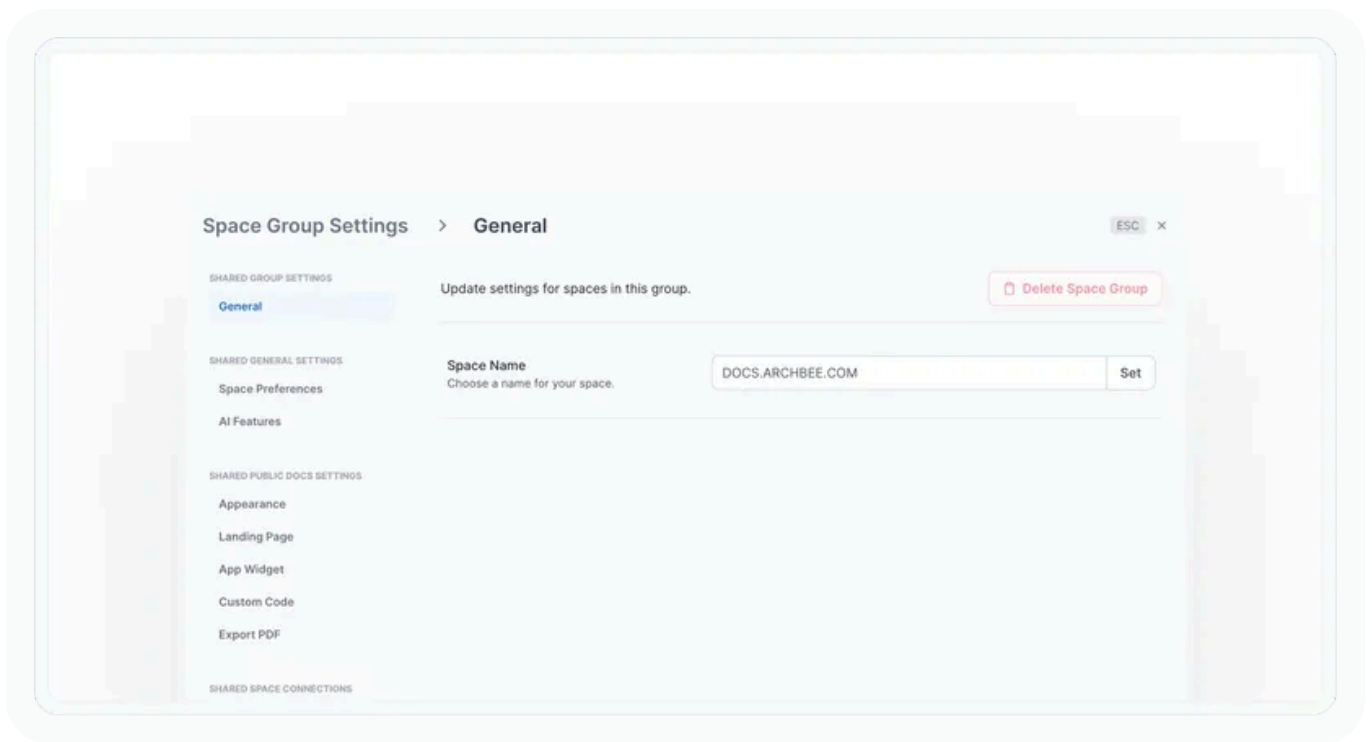 Space Group Settings > General
ESC ×
SHARED GROUP SETTINGS
General
Update settings for spaces in this group.
Delete Space Group
SHARED GENERAL SETTINGS
Space Preferences
AI Features
Space Name
Choose a name for your space.
DOCS.ARCHBEE.COM
Set
SHARED PUBLIC DOCS SETTINGS
Appearance
Landing Page
App Widget
Custom Code
Export PDF
SHARED SPACE CONNECTIONS